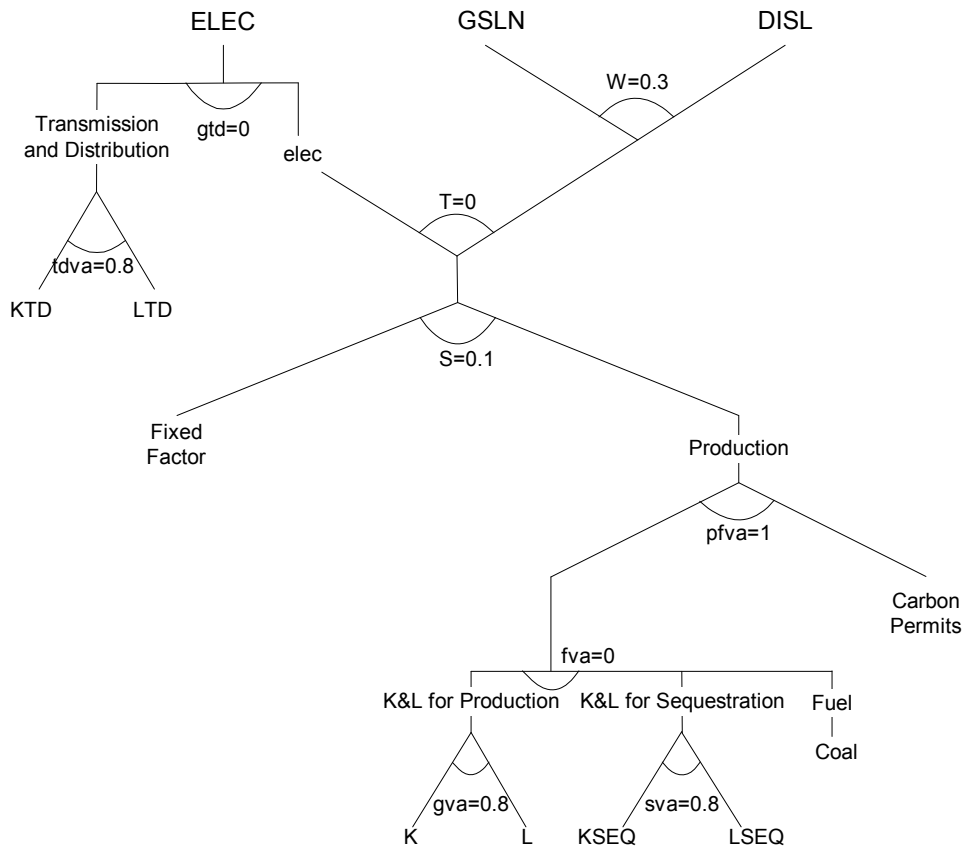 ELEC
GSLN
DISL
W=0.3
Transmission
and Distribution
gtd=0
elec
T=0
tdva=0.8
KTD
LTD
S=0.1
Fixed
Factor
Production
pfva=1
Carbon
Permits
fva=0
K&L for Production
K&L for Sequestration
Fuel
Coal
gva=0.8
sva=0.8
K
L
KSEQ
LSEQ